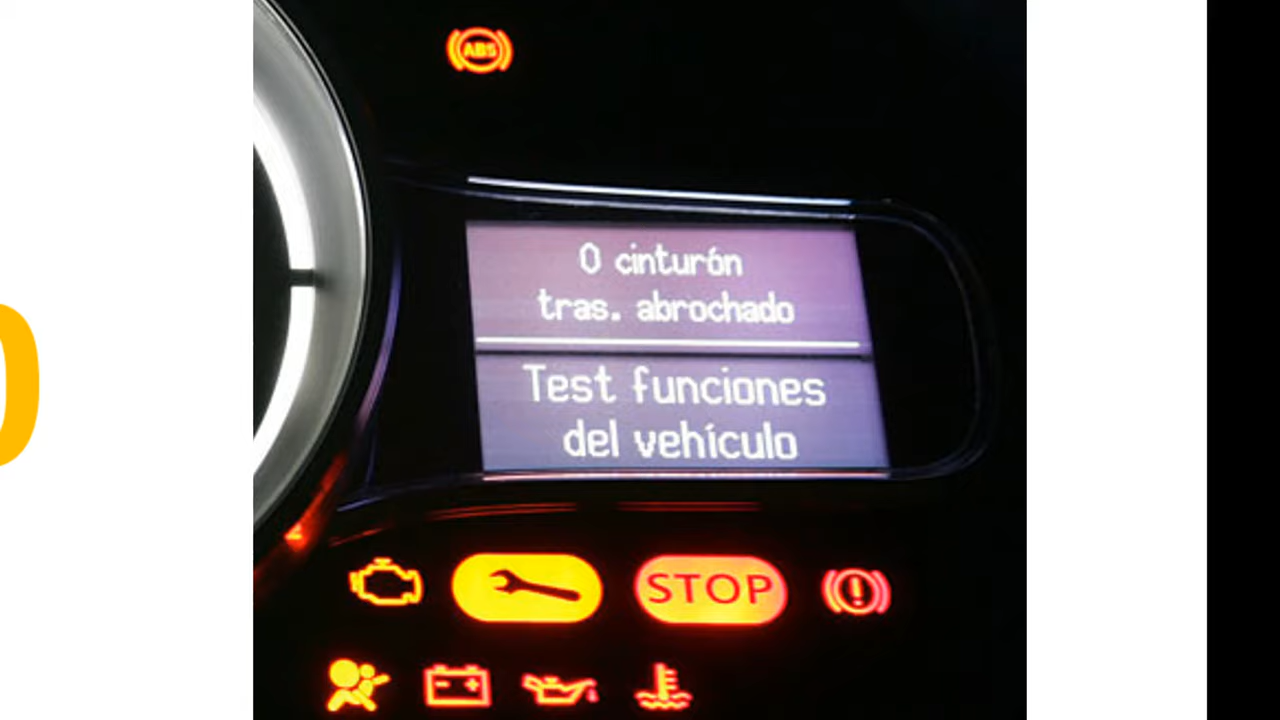 ABS
0 cinturón
tras. abrochado
Test funciones
del vehículo
STOP